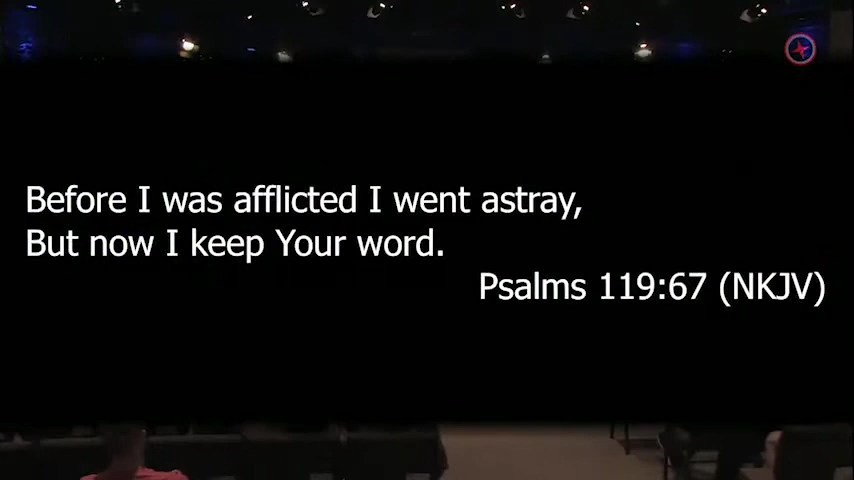 Before I was afflicted I went astray,
But now I keep Your word.
Psalms 119:67 (NKJV)